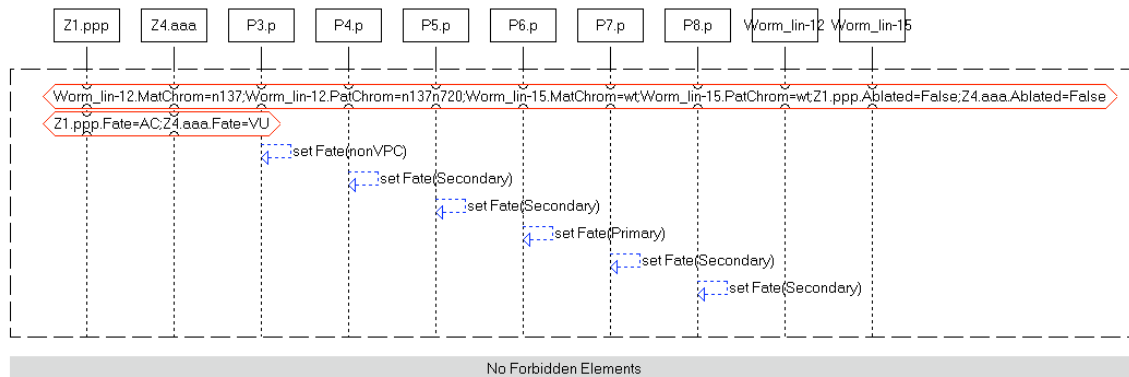 Z1.ppp Z4.aaa P3.p P4.p P5.p P6.p P7.p P8.p Worm_lin-12 Worm_lin-15
Worm_lin-12.MatChrom=n137;Worm_lin-12.PatChrom=n137n720;Worm_lin-15.MatChrom=wt;Worm_lin-15.PatChrom=wt;Z1.ppp.Ablated=False;Z4.aaa.Ablated=False
Z1.ppp.Fate=AC;Z4.aaa.Fate=VU
set Fate(nonVPC)
set Fate(Secondary)
set Fate(Secondary)
set Fate(Primary)
set Fate(Secondary)
set Fate(Secondary)
No Forbidden Elements